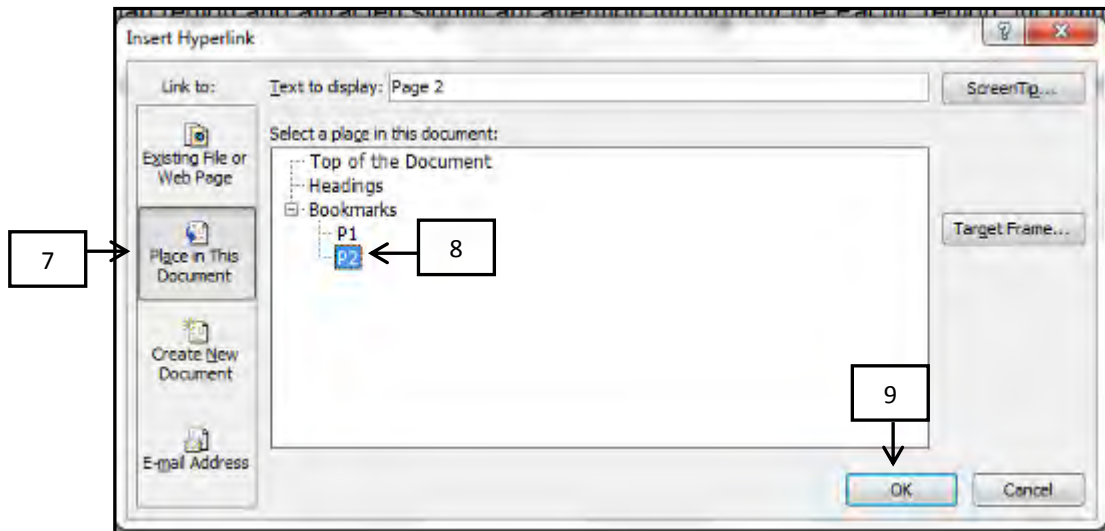 Insert Hyperlink
Link to:
Text to display: Page 2
ScreenTip...
Select a place in this document:
Existing File or
Web Page
Top of the Document
Headings
Bookmarks
P1
P2
Target Frame...
7
8
Place in This
Document
Create New
Document
9
E-mail Address
OK
Cancel